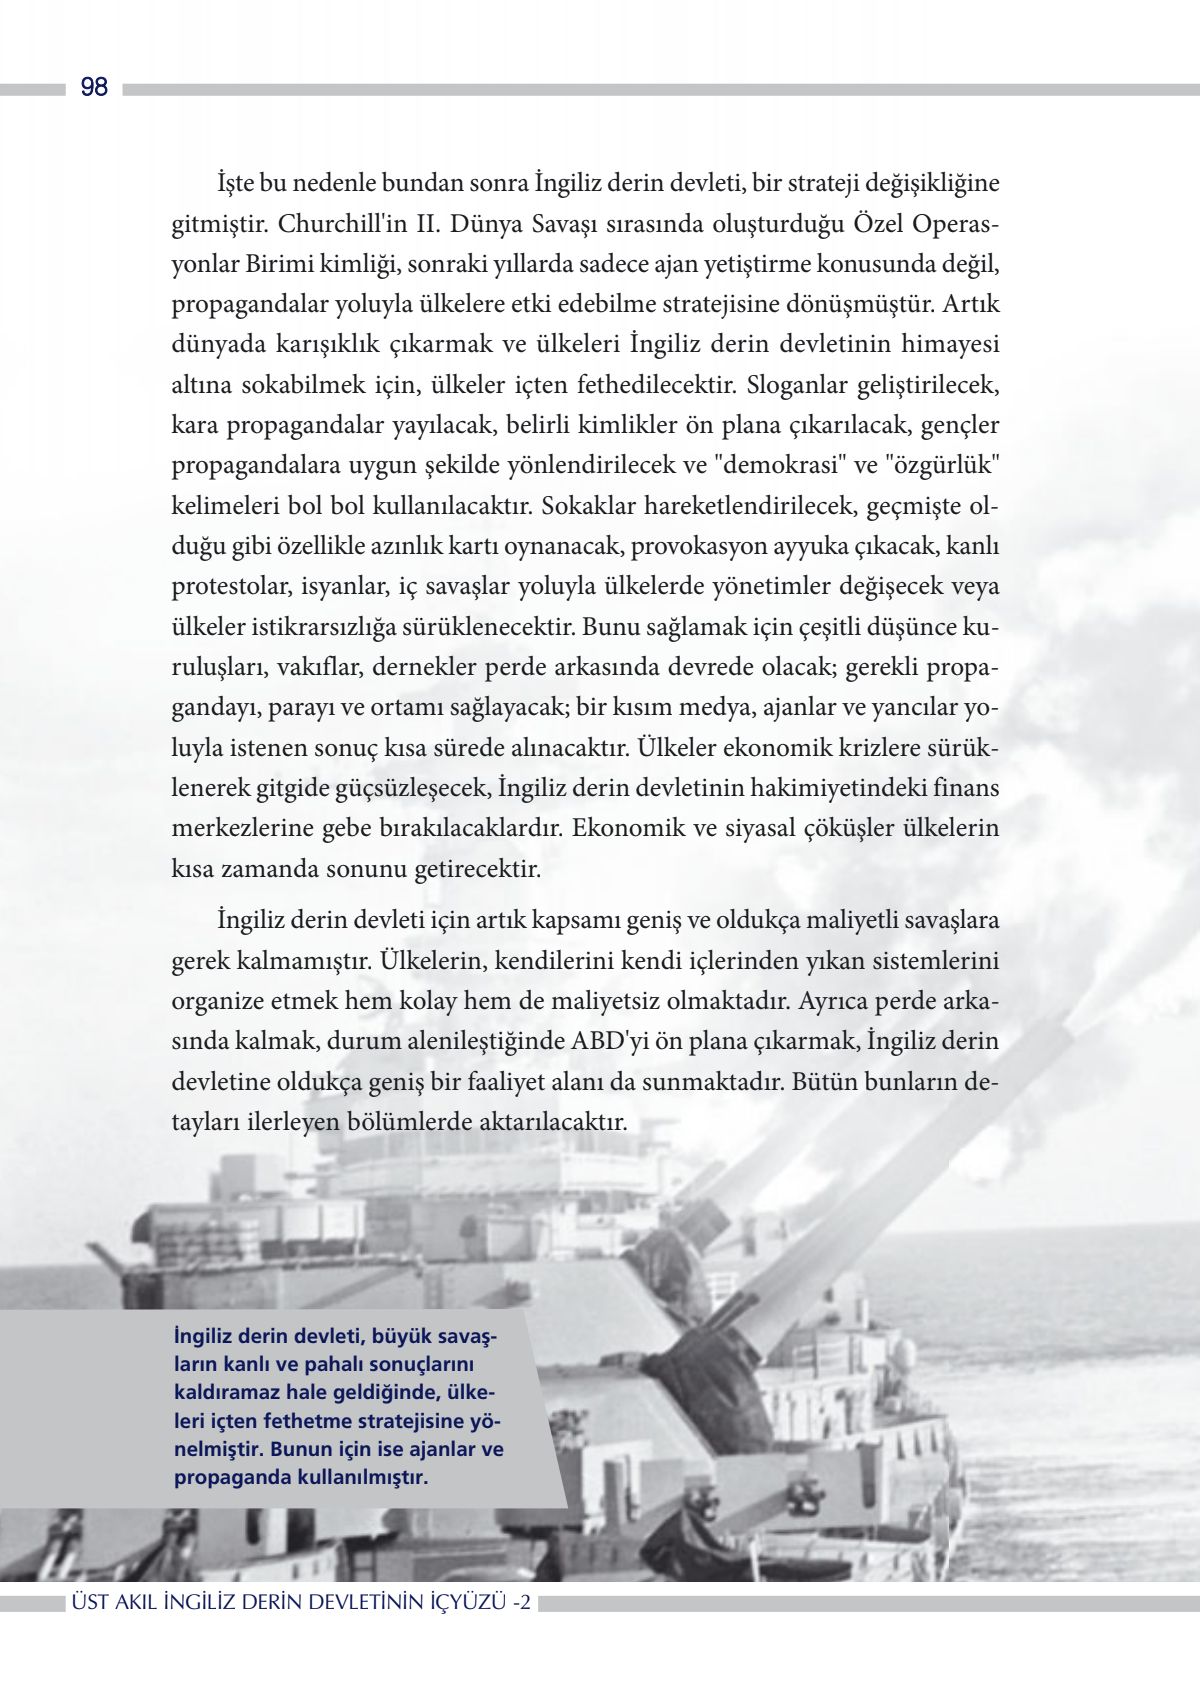 98
İşte bu nedenle bundan sonra İngiliz derin devleti, bir strateji değişikliğine
gitmiştir. Churchill'in II. Dünya Savaşı sırasında oluşturduğu Özel Operas-
yonlar Birimi kimliği, sonraki yıllarda sadece ajan yetiştirme konusunda değil,
propagandalar yoluyla ülkelere etki edebilme stratejisine dönüşmüştür. Artık
dünyada karışıklık çıkarmak ve ülkeleri İngiliz derin devletinin himayesi
altına sokabilmek için, ülkeler içten fethedilecektir. Sloganlar geliştirilecek,
kara propagandalar yayılacak, belirli kimlikler ön plana çıkarılacak, gençler
propagandalara uygun şekilde yönlendirilecek ve "demokrasi" ve "özgürlük"
kelimeleri bol bol kullanılacaktır. Sokaklar hareketlendirilecek, geçmişte ol-
duğu gibi özellikle azınlık kartı oynanacak, provokasyon ayyuka çıkacak, kanlı
protestolar, isyanlar, iç savaşlar yoluyla ülkelerde yönetimler değişecek veya
ülkeler istikrarsızlığa sürüklenecektir. Bunu sağlamak için çeşitli düşünce ku-
ruluşları, vakıflar, dernekler perde arkasında devrede olacak; gerekli propa-
gandayı, parayı ve ortamı sağlayacak; bir kısım medya, ajanlar ve yancılar yo-
luyla istenen sonuç kısa sürede alınacaktır. Ülkeler ekonomik krizlere sürük-
lenerek gitgide güçsüzleşecek, İngiliz derin devletinin hakimiyetindeki finans
merkezlerine gebe bırakılacaklardır. Ekonomik ve siyasal çöküşler ülkelerin
kısa zamanda sonunu getirecektir.
İngiliz derin devleti için artık kapsamı geniş ve oldukça maliyetli savaşlara
gerek kalmamıştır. Ülkelerin, kendilerini kendi içlerinden yıkan sistemlerini
organize etmek hem kolay hem de maliyetsiz olmaktadır. Ayrıca perde arka-
sında kalmak, durum alenileştiğinde ABD'yi ön plana çıkarmak, İngiliz derin
devletine oldukça geniş bir faaliyet alanı da sunmaktadır. Bütün bunların de-
tayları ilerleyen bölümlerde aktarılacaktır.
İngiliz derin devleti, büyük savaş-
ların kanlı ve pahalı sonuçlarını
kaldıramaz hale geldiğinde, ülke-
leri içten fethetme stratejisine yö-
nelmiştir. Bunun için ise ajanlar ve
propaganda kullanılmıştır.
ÜST AKIL İNGİLİZ DERİN DEVLETİNİN İÇYÜZÜ -2